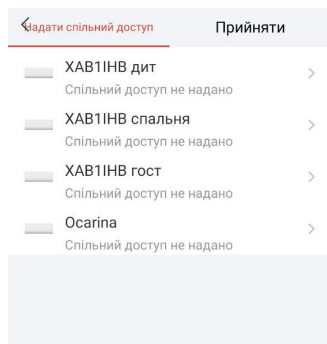 Надати спільний доступ Прийняти
XAB1IHB дит
Спільний доступ не надано
XAB1IHB спальня
Спільний доступ не надано
XAB1IHB гост
Спільний доступ не надано
Ocarina
Спільний доступ не надано